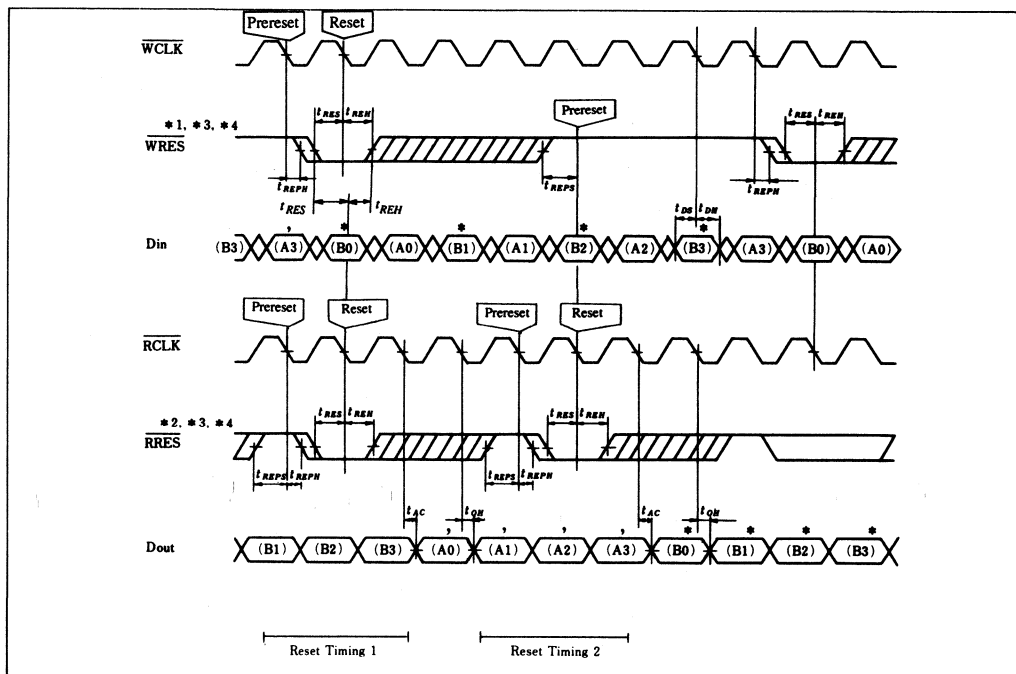 Prereset Reset
WCLK
tRES tREH Prereset tRES tREH
*1, *3, *4
WRES
tREPH tREPS tREPH
tRES tREH tDS tDH
' * * * *
Din (B3) (A3) (B0) (A0) (B1) (A1) (B2) (A2) (B3) (A3) (B0) (A0)
Prereset Reset Prereset Reset
RCLK
tRES tREH tRES tREH
*2, *3, *4
RRES
tREPS tREPH tREPS tREPH
tAC tOH tAC tOH
' ' ' ' * * * *
Dout (B1) (B2) (B3) (A0) (A1) (A2) (A3) (B0) (B1) (B2) (B3)
Reset Timing 1 Reset Timing 2